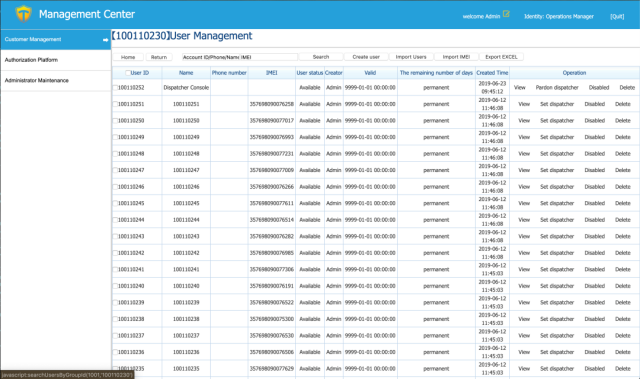 Management Center
welcome Admin Identity: Operations Manager [Quit]
Customer Management
Authorization Platform
Administrator Maintenance
【100110230】User Management
Home Return Account ID/Phone/Name/IMEI Search Create user Import Users Import IMEI Export EXCEL
User ID Name Phone number IMEI User status Creator Valid The remaining number of days Created Time Operation
100110252 Dispatcher Console Available Admin 9999-01-01 00:00:00 permanent 2019-06-23 09:45:12 View Pardon dispatcher Disabled Delete
100110251 100110251 357698090076258 Available Admin 9999-01-01 00:00:00 permanent 2019-06-12 11:46:08 View Set dispatcher Disabled Delete
100110250 100110250 357698090077017 Available Admin 9999-01-01 00:00:00 permanent 2019-06-12 11:46:08 View Set dispatcher Disabled Delete
100110249 100110249 357698090076993 Available Admin 9999-01-01 00:00:00 permanent 2019-06-12 11:46:08 View Set dispatcher Disabled Delete
100110248 100110248 357698090077231 Available Admin 9999-01-01 00:00:00 permanent 2019-06-12 11:46:08 View Set dispatcher Disabled Delete
100110247 100110247 357698090077009 Available Admin 9999-01-01 00:00:00 permanent 2019-06-12 11:46:08 View Set dispatcher Disabled Delete
100110246 100110246 357698090076266 Available Admin 9999-01-01 00:00:00 permanent 2019-06-12 11:46:08 View Set dispatcher Disabled Delete
100110245 100110245 357698090077611 Available Admin 9999-01-01 00:00:00 permanent 2019-06-12 11:46:08 View Set dispatcher Disabled Delete
100110244 100110244 357698090076514 Available Admin 9999-01-01 00:00:00 permanent 2019-06-12 11:46:08 View Set dispatcher Disabled Delete
100110243 100110243 357698090076282 Available Admin 9999-01-01 00:00:00 permanent 2019-06-12 11:46:08 View Set dispatcher Disabled Delete
100110242 100110242 357698090076985 Available Admin 9999-01-01 00:00:00 permanent 2019-06-12 11:46:08 View Set dispatcher Disabled Delete
100110241 100110241 357698090077306 Available Admin 9999-01-01 00:00:00 permanent 2019-06-12 11:45:03 View Set dispatcher Disabled Delete
100110240 100110240 357698090076191 Available Admin 9999-01-01 00:00:00 permanent 2019-06-12 11:45:03 View Set dispatcher Disabled Delete
100110239 100110239 357698090076522 Available Admin 9999-01-01 00:00:00 permanent 2019-06-12 11:45:03 View Set dispatcher Disabled Delete
100110238 100110238 357698090075300 Available Admin 9999-01-01 00:00:00 permanent 2019-06-12 11:45:03 View Set dispatcher Disabled Delete
100110237 100110237 357698090076530 Available Admin 9999-01-01 00:00:00 permanent 2019-06-12 11:45:03 View Set dispatcher Disabled Delete
100110236 100110236 357698090076506 Available Admin 9999-01-01 00:00:00 permanent 2019-06-12 11:45:03 View Set dispatcher Disabled Delete
100110235 100110235 357698090077629 Available Admin 9999-01-01 00:00:00 permanent 2019-06-12 11:45:03 View Set dispatcher Disabled Delete
javascript:searchUsersByGroupId('1001','100110230')